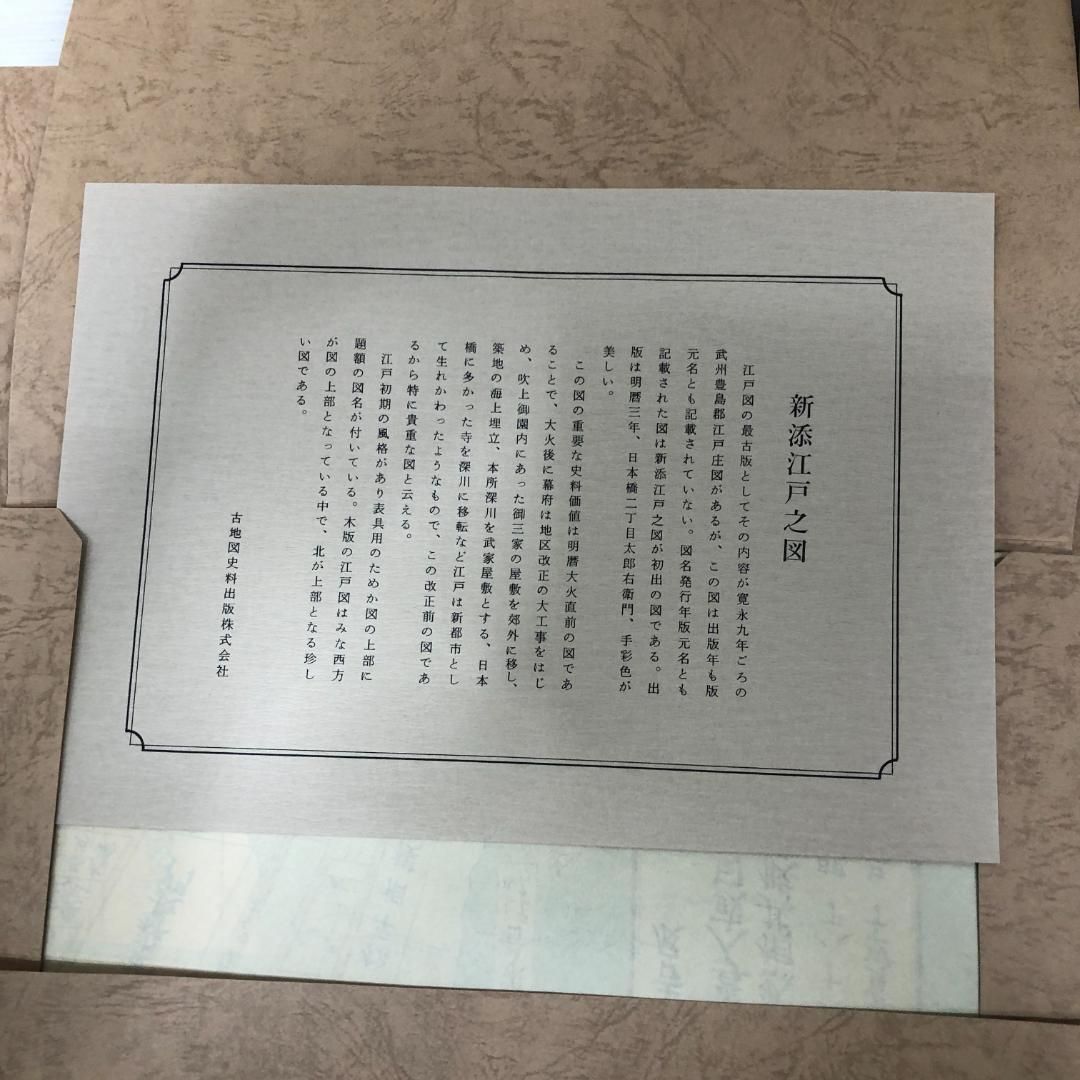 新添江戸之図
江戸図の最古版としてその内容が寛永九年ごろの
武州豊島郡江戸庄図があるが、この図は出版年も版
元名とも記載されていない。図名発行年版元名とも
記載された図は新添江戸之図が初出の図である。出
版は明暦三年、日本橋二丁目太郎右衛門、手彩色が
美しい。
この図の重要な史料価値は明暦大火直前の図であ
ることで、大火後に幕府は地区改正の大工事をはじ
め、吹上御園内にあった御三家の屋敷を郊外に移し、
築地の海上埋立、本所深川を武家屋敷とする、日本
橋に多かった寺を深川に移転など江戸は新都市とし
て生れかわったようなもので、この改正前の図であ
るから特に貴重な図と云える。
江戸初期の風格があり表具用のためか図の上部に
題額の図名が付いている。木版の江戸図はみな西方
が図の上部となっている中で、北が上部となる珍し
い図である。
古地図史料出版株式会社